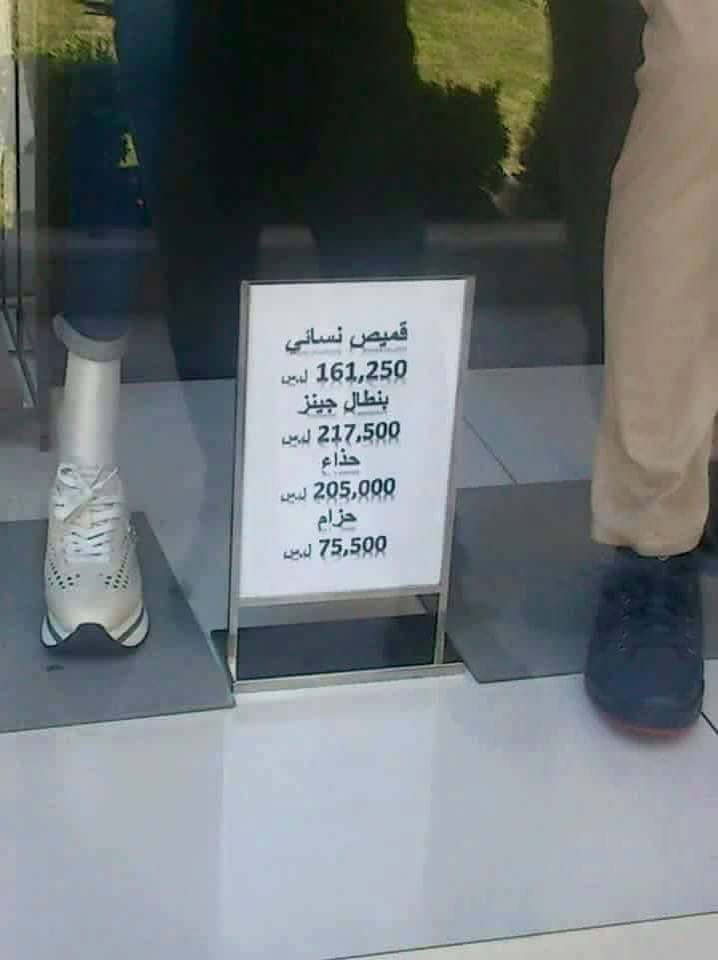 قميص نسائي
161,250 ل.س
بنطال جينز
217,500 ل.س
حذاء
205,000 ل.س
حزام
75,500 ل.س